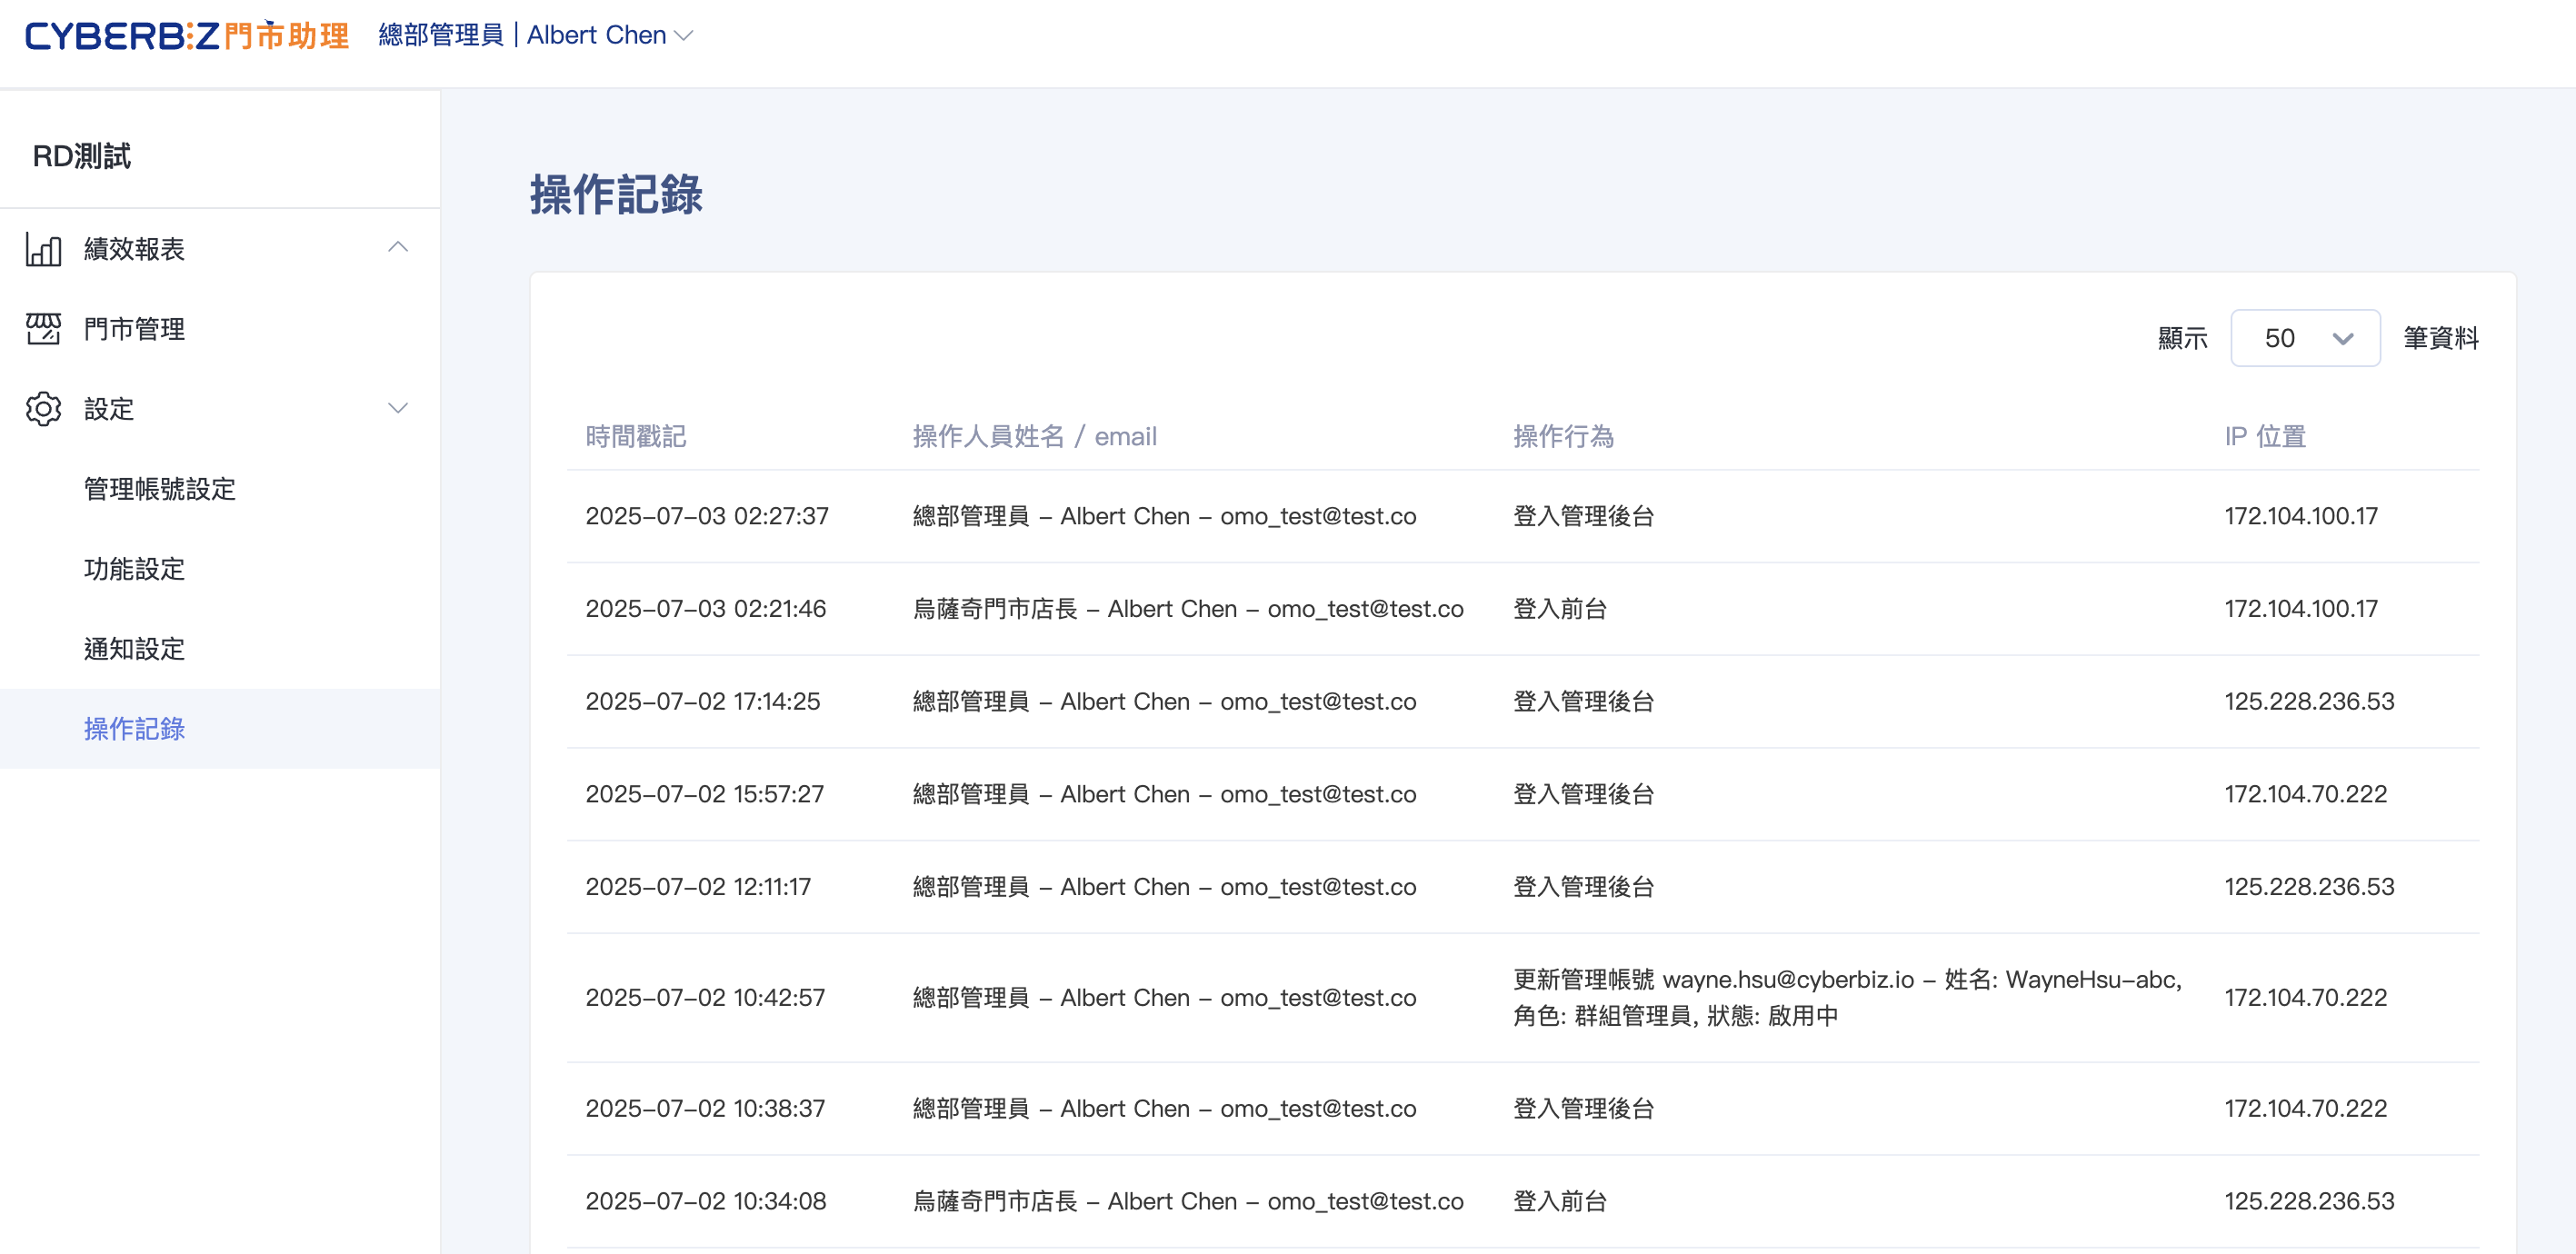 CYBERBIZ門市助理 總部管理員 | Albert Chen
RD測試
績效報表
門市管理
設定
管理帳號設定
功能設定
通知設定
操作記錄
操作記錄
顯示 50 筆資料
時間戳記 操作人員姓名 / email 操作行為 IP 位置
2025-07-03 02:27:37 總部管理員 - Albert Chen - omo_test@test.co 登入管理後台 172.104.100.17
2025-07-03 02:21:46 烏薩奇門市店長 - Albert Chen - omo_test@test.co 登入前台 172.104.100.17
2025-07-02 17:14:25 總部管理員 - Albert Chen - omo_test@test.co 登入管理後台 125.228.236.53
2025-07-02 15:57:27 總部管理員 - Albert Chen - omo_test@test.co 登入管理後台 172.104.70.222
2025-07-02 12:11:17 總部管理員 - Albert Chen - omo_test@test.co 登入管理後台 125.228.236.53
2025-07-02 10:42:57 總部管理員 - Albert Chen - omo_test@test.co 更新管理帳號 wayne.hsu@cyberbiz.io - 姓名: WayneHsu-abc,
角色: 群組管理員, 狀態: 啟用中 172.104.70.222
2025-07-02 10:38:37 總部管理員 - Albert Chen - omo_test@test.co 登入管理後台 172.104.70.222
2025-07-02 10:34:08 烏薩奇門市店長 - Albert Chen - omo_test@test.co 登入前台 125.228.236.53